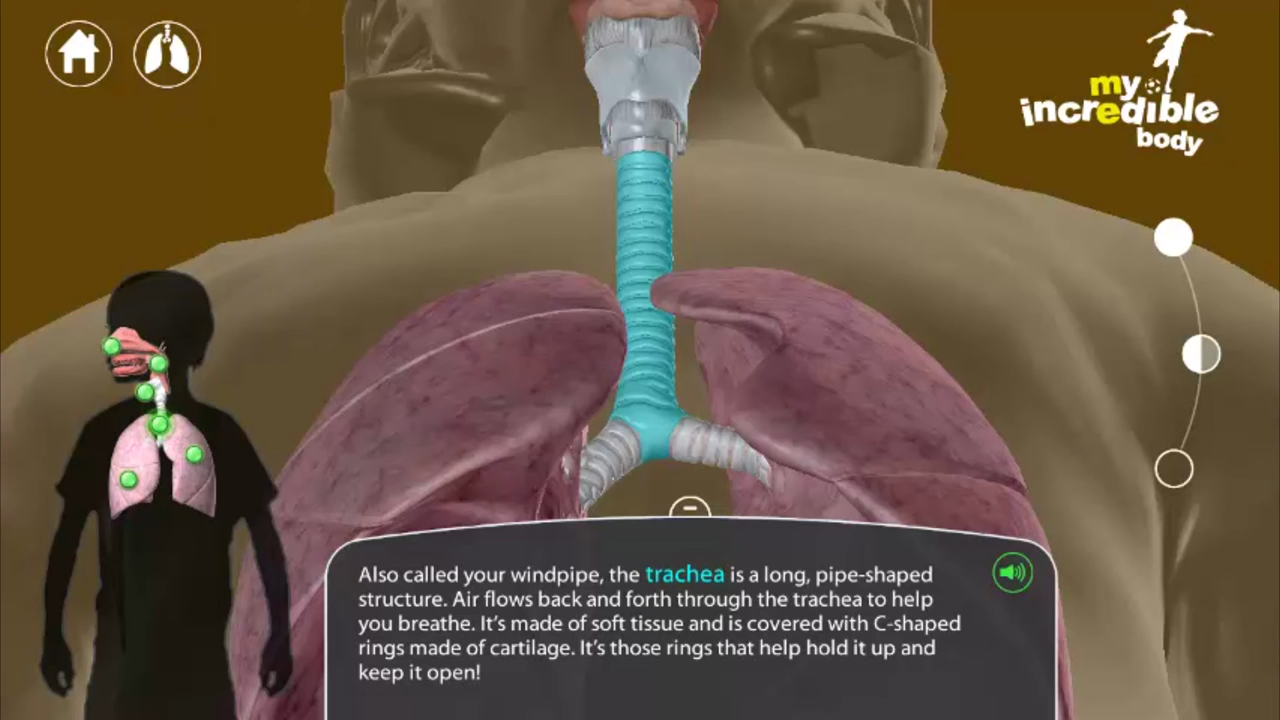 my
incredible
body
Also called your windpipe, the trachea is a long, pipe-shaped
structure. Air flows back and forth through the trachea to help
you breathe. It’s made of soft tissue and is covered with C-shaped
rings made of cartilage. It’s those rings that help hold it up and
keep it open!